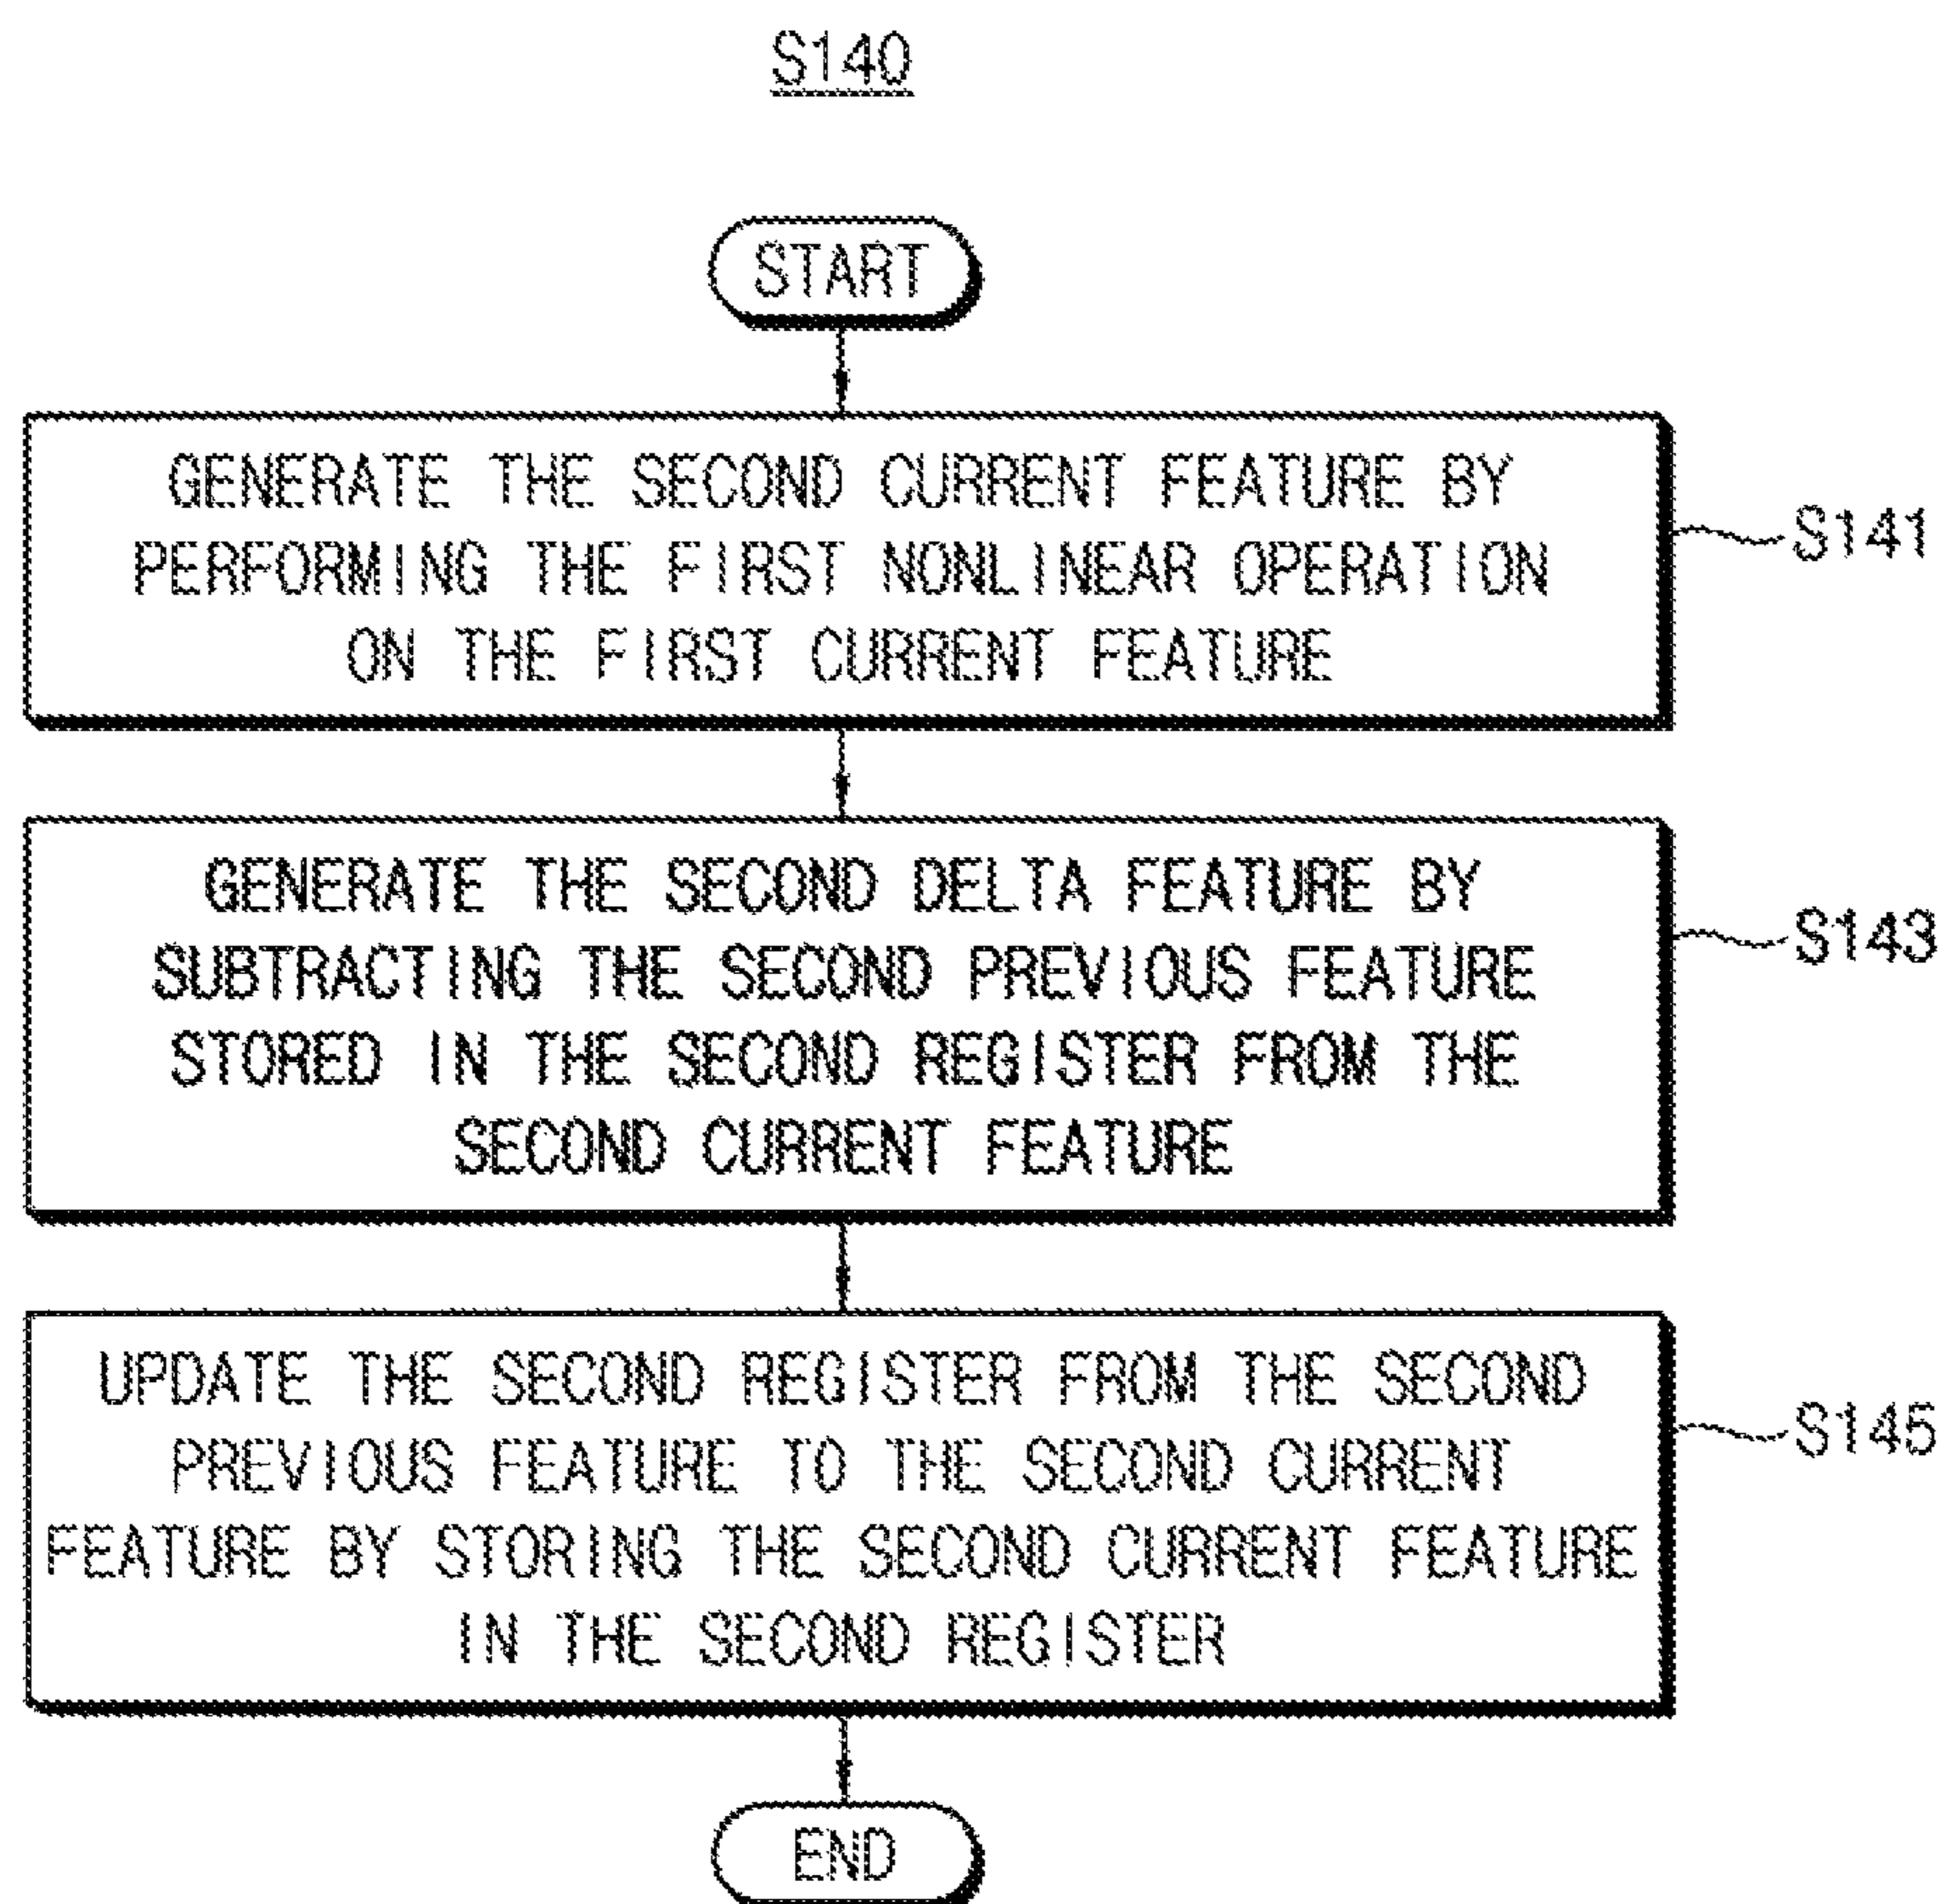 S140
START
GENERATE THE SECOND CURRENT FEATURE BY
PERFORMING THE FIRST NONLINEAR OPERATION
ON THE FIRST CURRENT FEATURE
S141
GENERATE THE SECOND DELTA FEATURE BY
SUBTRACTING THE SECOND PREVIOUS FEATURE
STORED IN THE SECOND REGISTER FROM THE
SECOND CURRENT FEATURE
S143
UPDATE THE SECOND REGISTER FROM THE SECOND
PREVIOUS FEATURE TO THE SECOND CURRENT
FEATURE BY STORING THE SECOND CURRENT FEATURE
IN THE SECOND REGISTER
S145
END